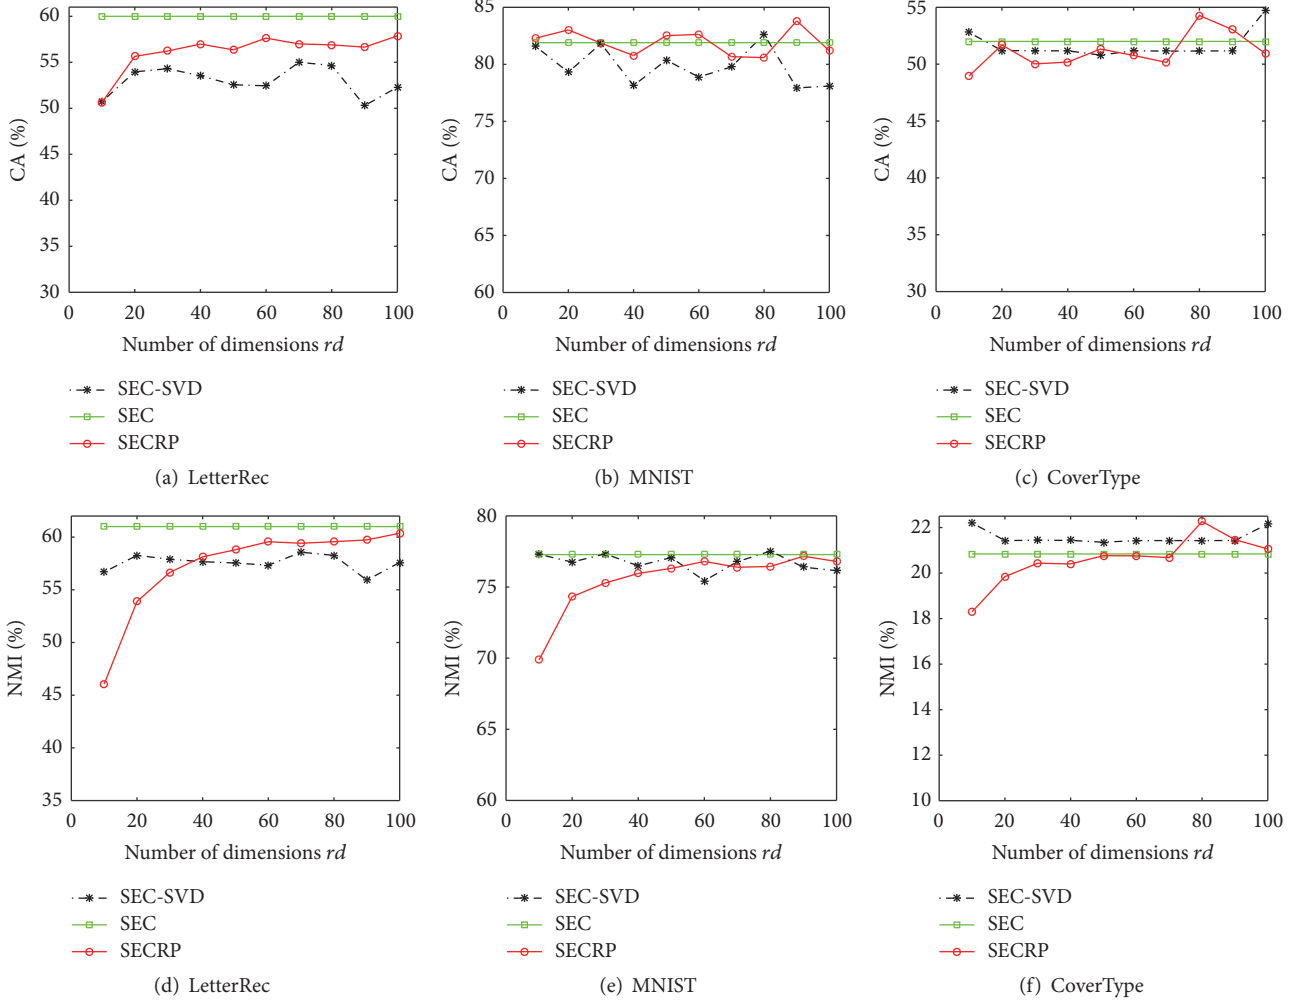 60
55
50
45
40
35
30
CA (%)
0 20 40 60 80 100
Number of dimensions rd
SEC-SVD
SEC
SECRP
(a) LetterRec
85
80
75
70
65
60
CA (%)
0 20 40 60 80 100
Number of dimensions rd
SEC-SVD
SEC
SECRP
(b) MNIST
55
50
45
40
35
30
CA (%)
0 20 40 60 80 100
Number of dimensions rd
SEC-SVD
SEC
SECRP
(c) CoverType
60
55
50
45
40
35
NMI (%)
0 20 40 60 80 100
Number of dimensions rd
SEC-SVD
SEC
SECRP
(d) LetterRec
80
75
70
65
60
NMI (%)
0 20 40 60 80 100
Number of dimensions rd
SEC-SVD
SEC
SECRP
(e) MNIST
22
20
18
16
14
12
10
NMI (%)
0 20 40 60 80 100
Number of dimensions rd
SEC-SVD
SEC
SECRP
(f) CoverType